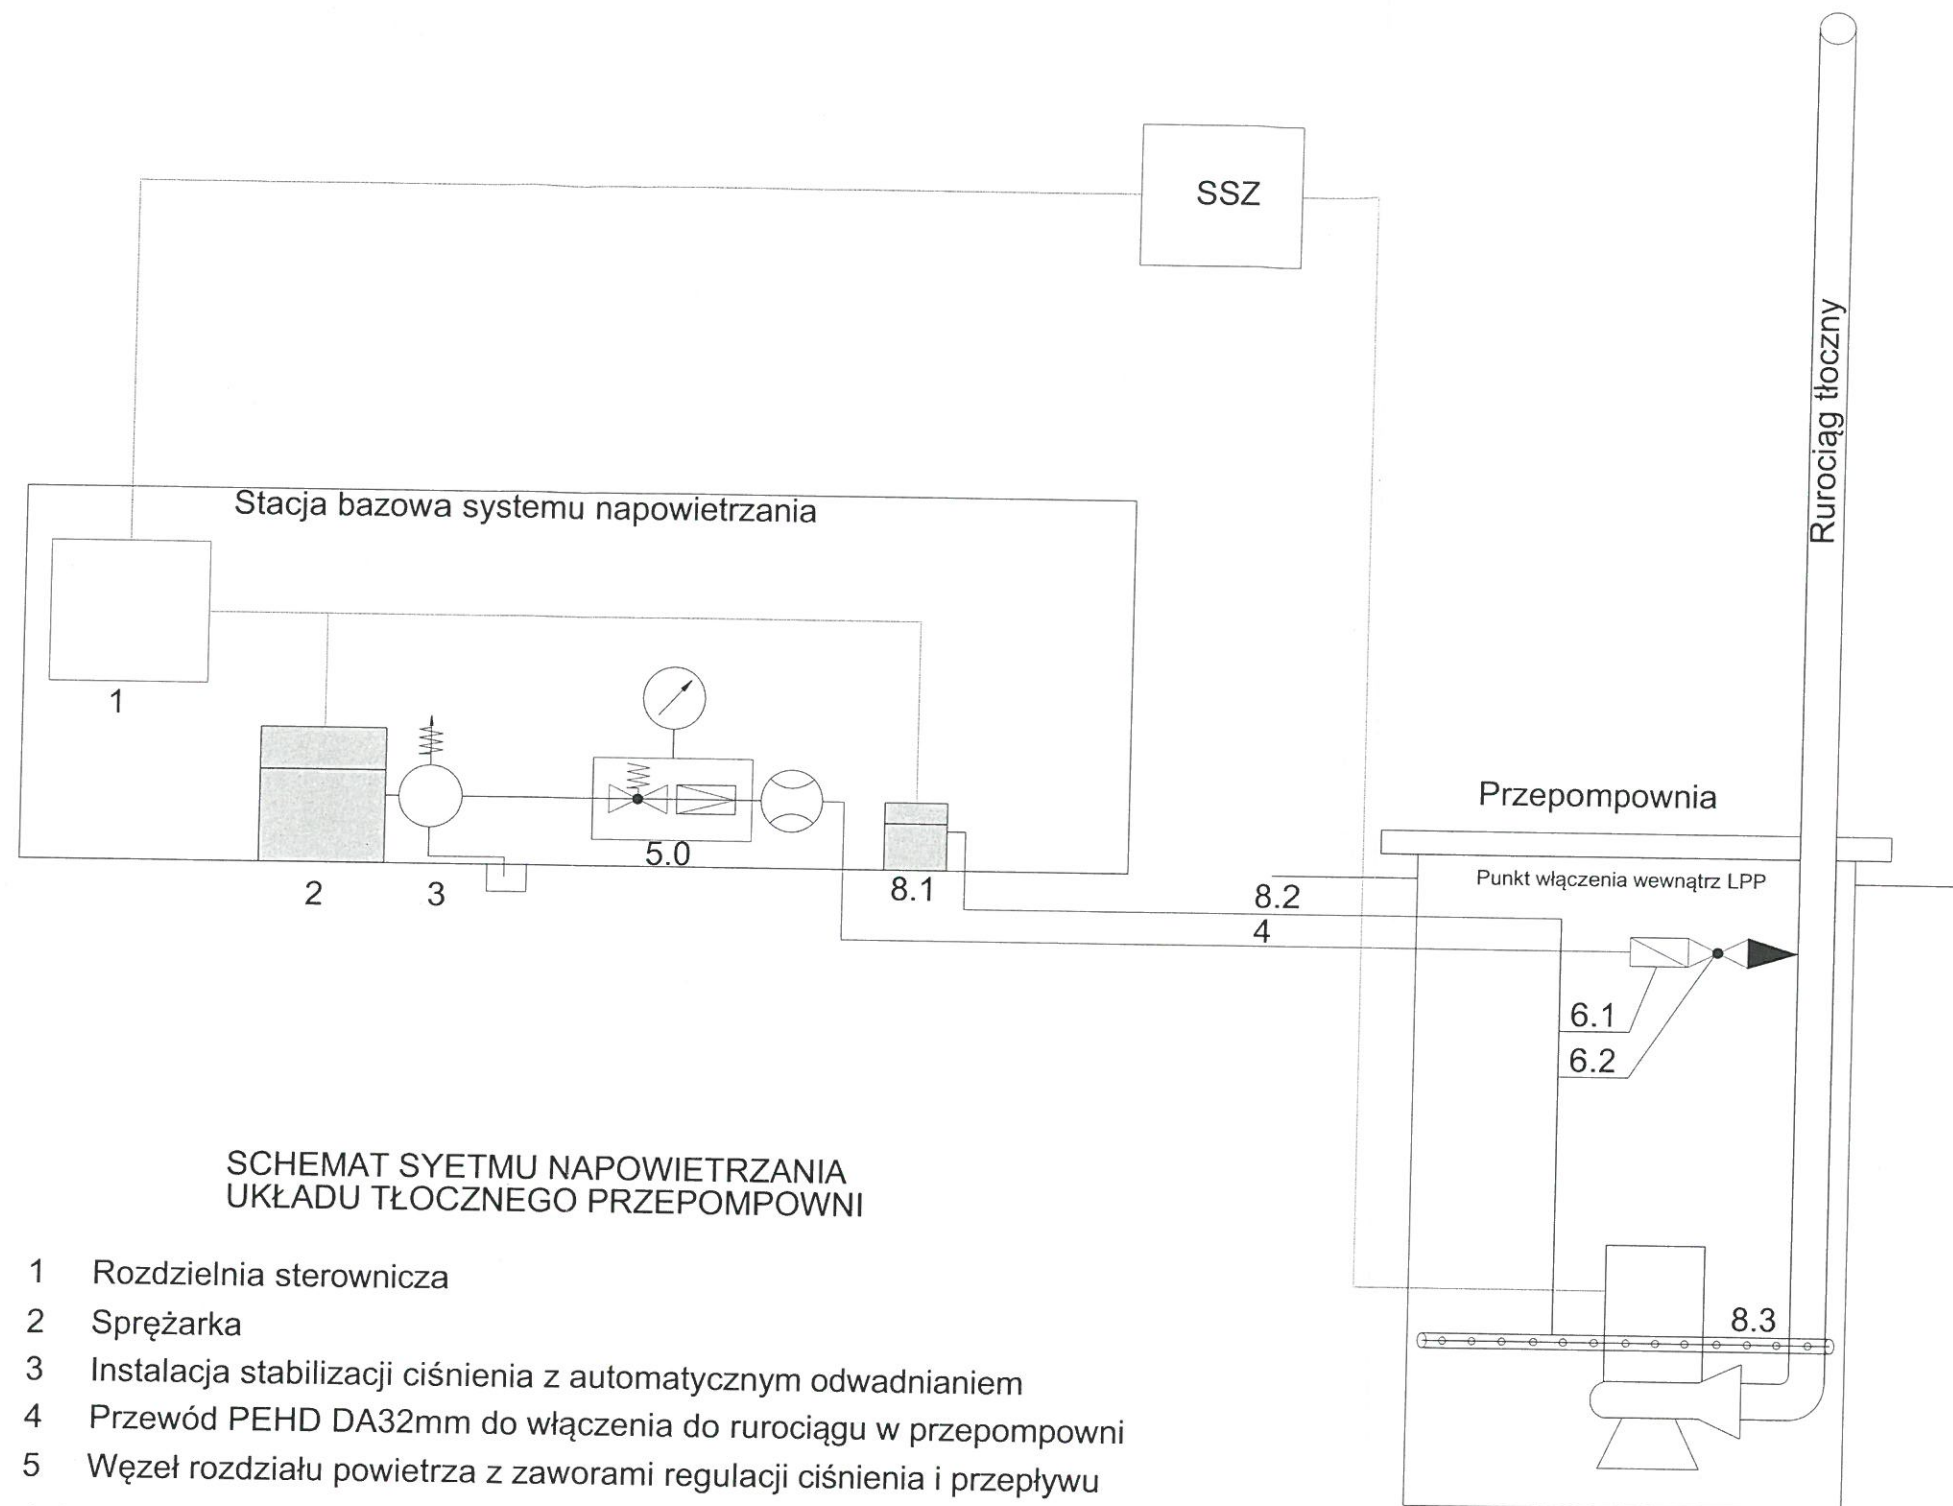 SSZ
Rurociąg tłoczny
Stacja bazowa systemu napowietrzania
1
2
3
5.0
8.1
Przepompownia
Punkt włączenia wewnątrz LPP
8.2
4
6.1
6.2
8.3
SCHEMAT SYETMU NAPOWIETRZANIA
UKŁADU TŁOCZNEGO PRZEPOMPOWNI
1 Rozdzielnia sterownicza
2 Sprężarka
3 Instalacja stabilizacji ciśnienia z automatycznym odwadnianiem
4 Przewód PEHD DA32mm do włączenia do rurociągu w przepompowni
5 Węzeł rozdziału powietrza z zaworami regulacji ciśnienia i przepływu